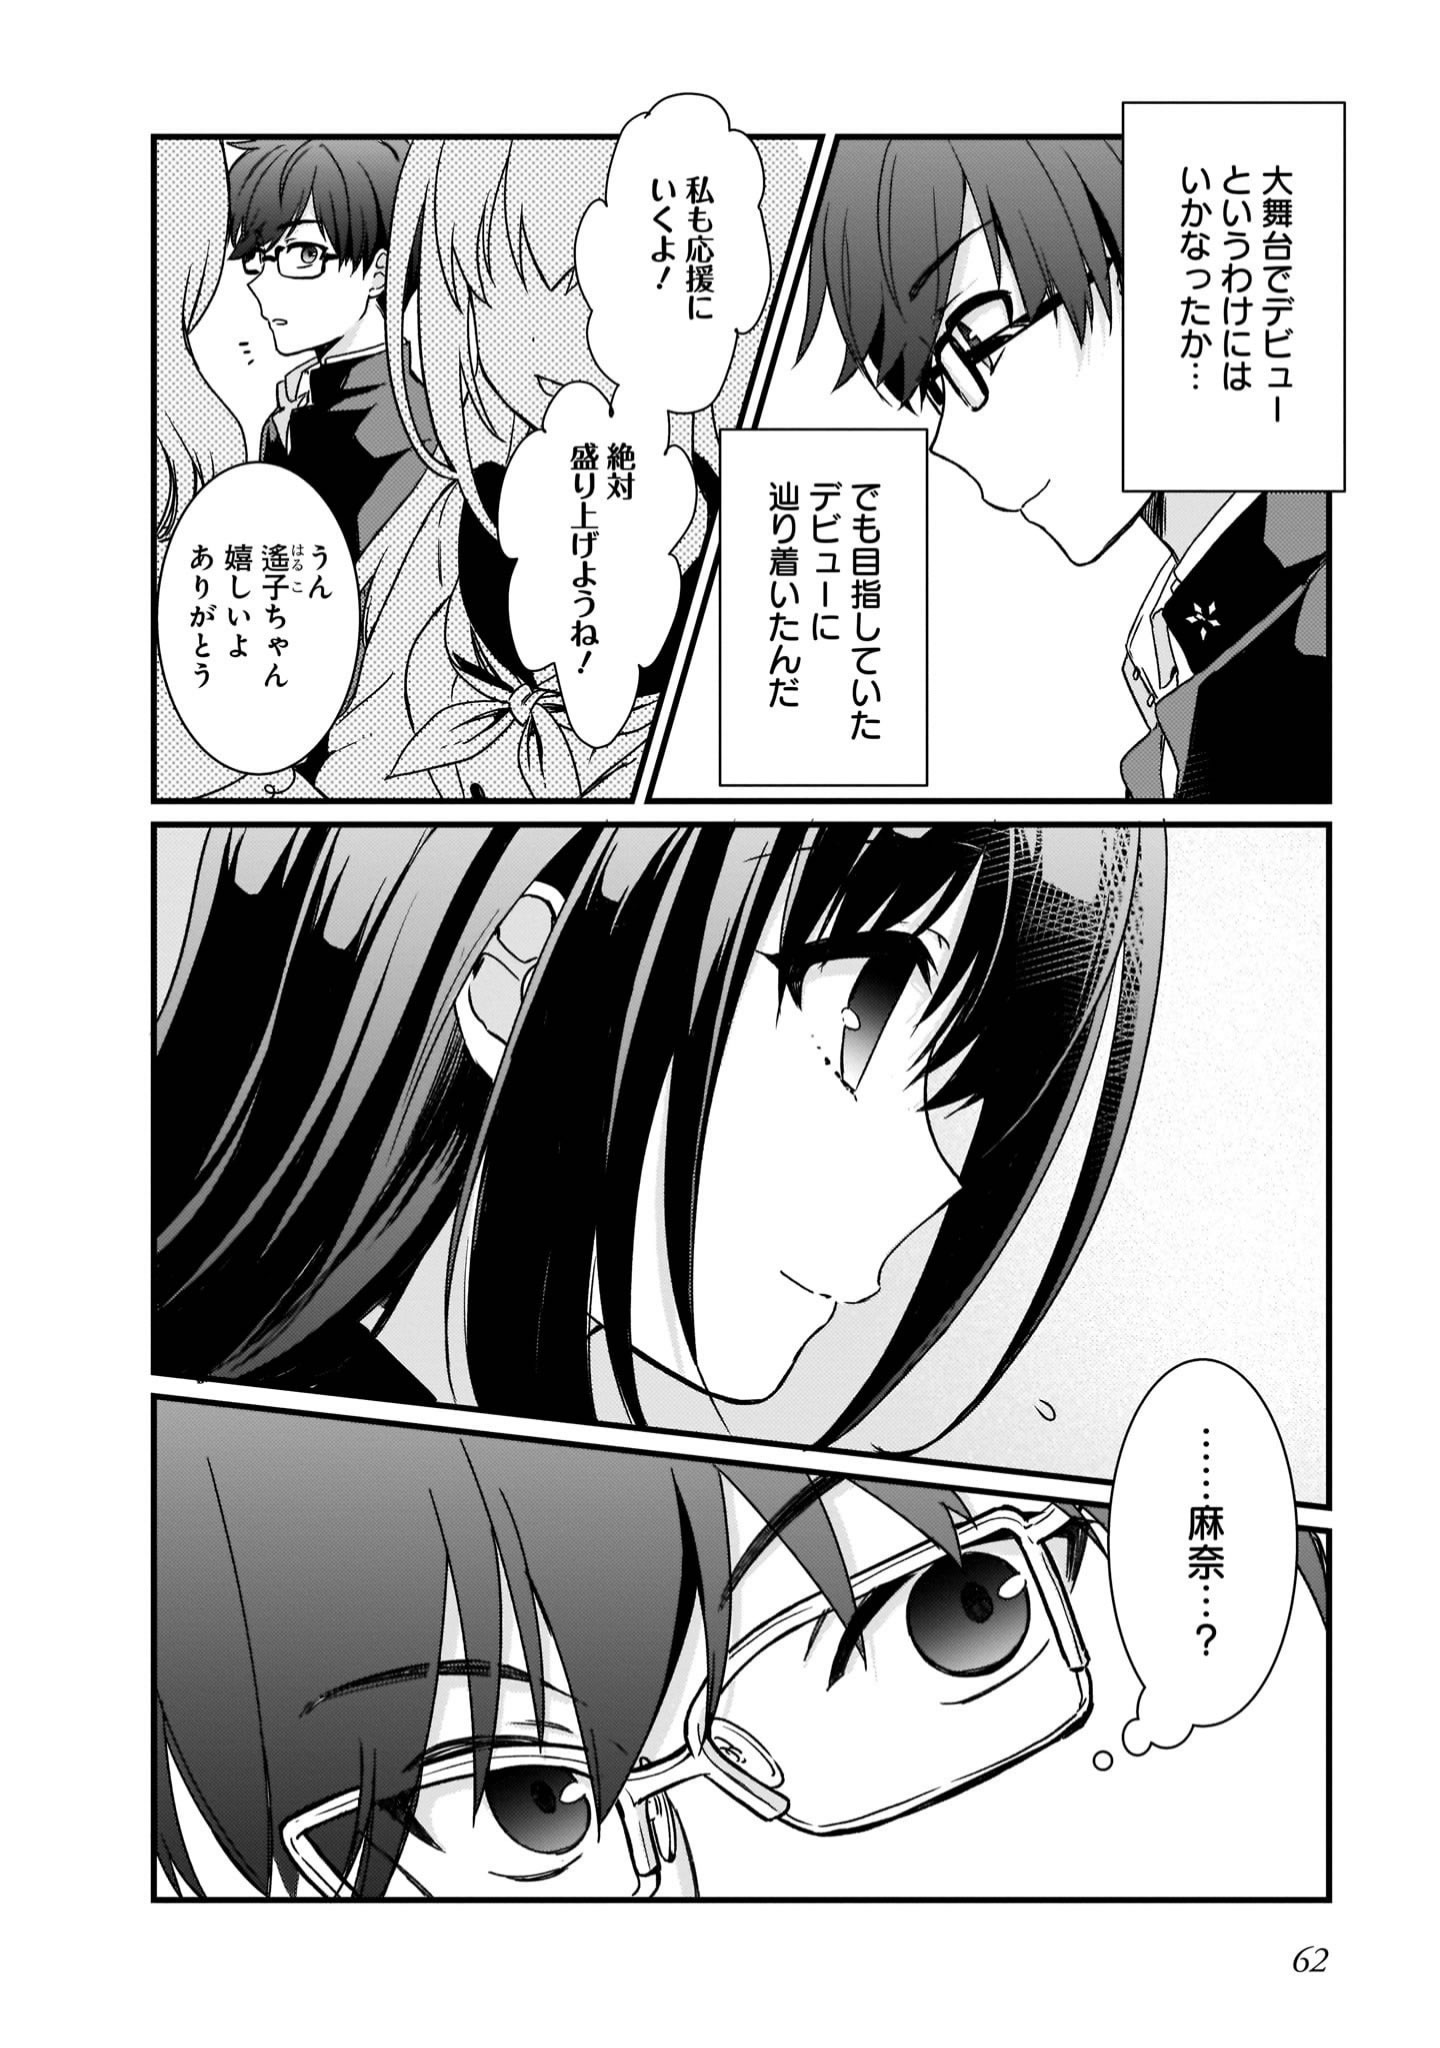 大舞台でデビュー
というわけには
いかなったか…
でも目指していた
デビューに
辿り着いたんだ
私も応援に
いくよ！
絶対
盛り上げようね！
うん
遙子ちゃん
はるこ
嬉しいよ
ありがとう
……麻奈…？
62